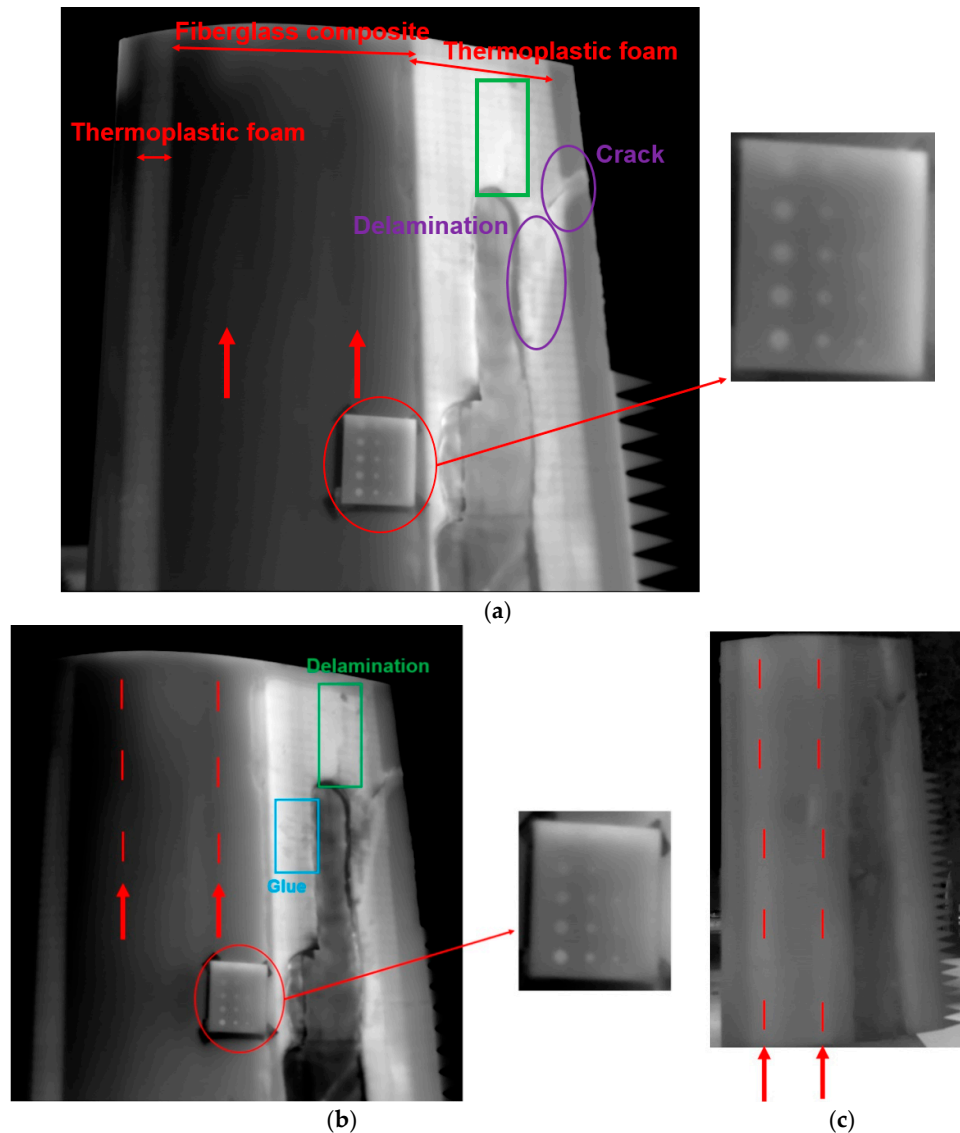 Fiberglass composite
Thermoplastic foam
Thermoplastic foam
Crack
Delamination
(a)
Delamination
Glue
(b)
(c)